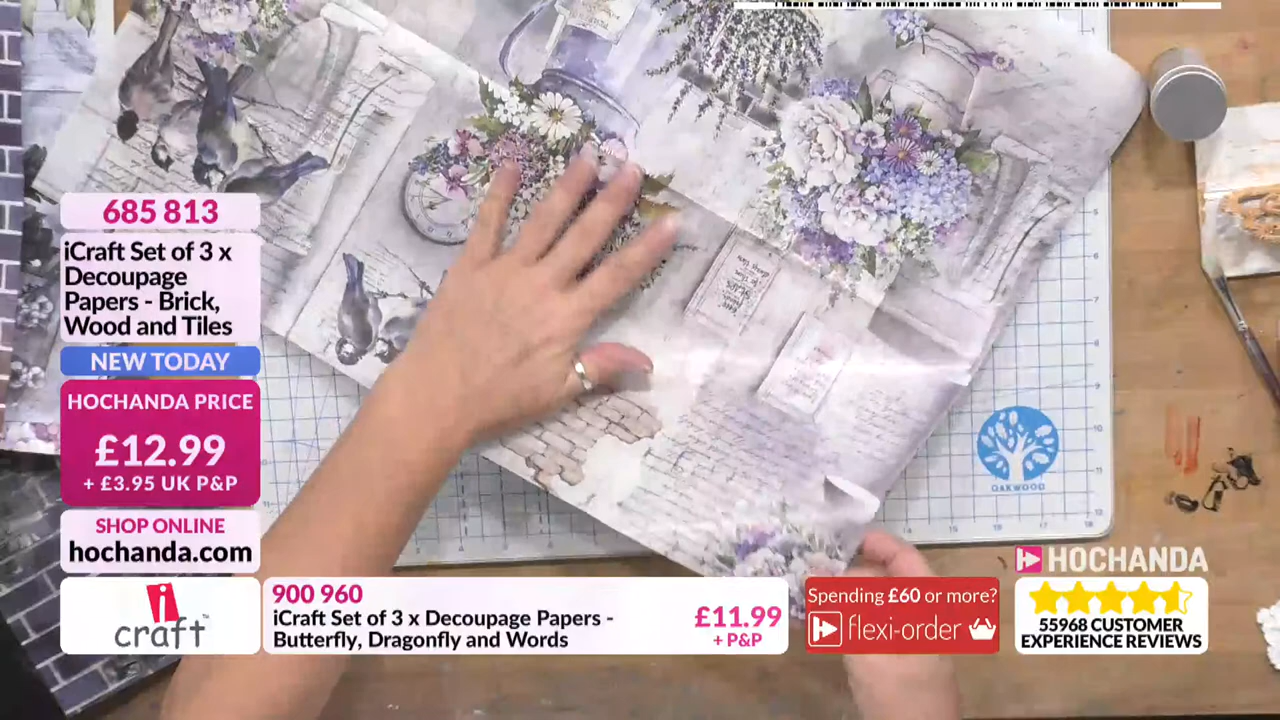 685 813
iCraft Set of 3 x
Decoupage
Papers - Brick,
Wood and Tiles
NEW TODAY
HOCHANDA PRICE
£12.99
+ £3.95 UK P&P
SHOP ONLINE
hochanda.com
i craft™
900 960
iCraft Set of 3 x Decoupage Papers -
Butterfly, Dragonfly and Words
£11.99
+ P&P
Spending £60 or more?
flexi-order
HOCHANDA
55968 CUSTOMER
EXPERIENCE REVIEWS
OAKWOOD